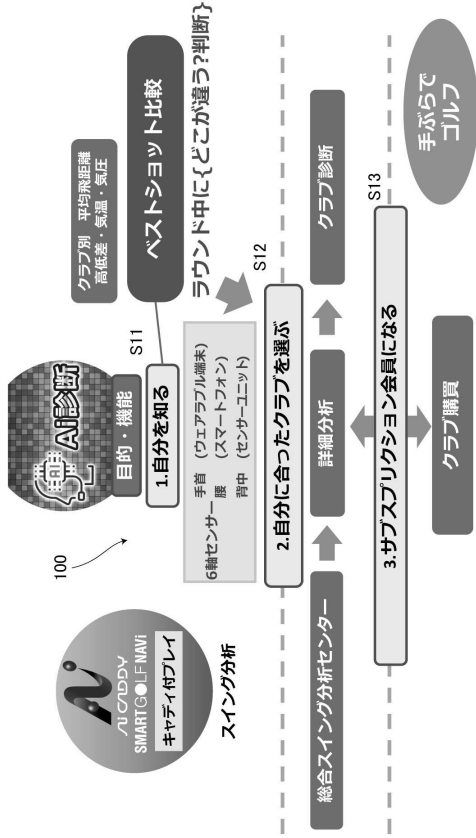 Ai CADDY
SMART GOLF NAVi
キャディ付プレイ
スイング分析
100
AI
Ai診断
目的・機能
S11
1.自分を知る
クラブ別 平均飛距離
高低差・気温・気圧
ベストショット比較
ラウンド中に{どこが違う?判断}
6軸センサー 手首 (ウェアラブル端末)
腰 (スマートフォン)
背中 (センサーユニット)
S12
2.自分に合ったクラブを選ぶ
総合スイング分析センター
詳細分析
クラブ診断
S13
3.サブスプリクション会員になる
クラブ購買
手ぶらで
ゴルフ